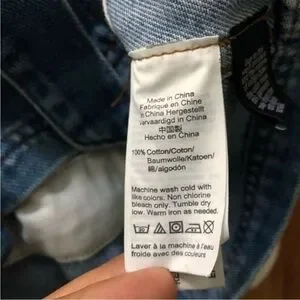 Made in China
Fabrique en Chine
In China Hergestellt
Vervaardigd in China
中国製
Hecho en China
100% Cotton/Coton/
Baumwolle/Katoen/
綿/algodón
Machine wash cold with
like colors. Non chlorine
bleach only. Tumble dry
low. Warm iron as needed.
Laver à la machine à l'eau
froide avec des couleurs